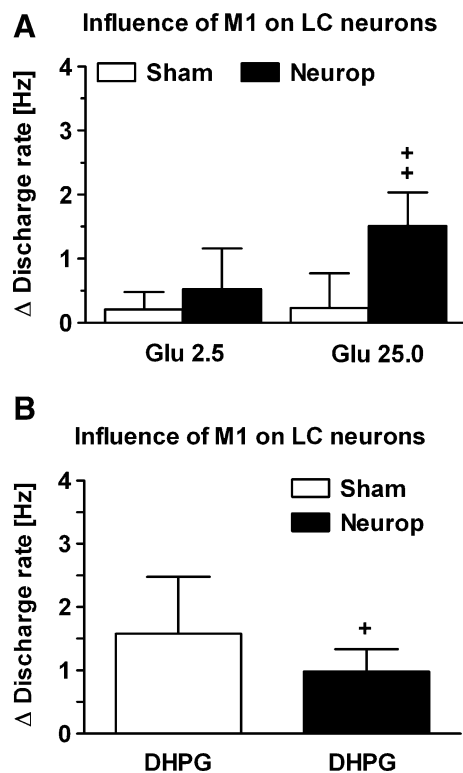 A
Influence of M1 on LC neurons
Δ Discharge rate [Hz]
4
3
2
1
0
Sham
Neurop
+
+
Glu 2.5
Glu 25.0
B
Influence of M1 on LC neurons
Δ Discharge rate [Hz]
4
3
2
1
0
Sham
Neurop
+
DHPG
DHPG